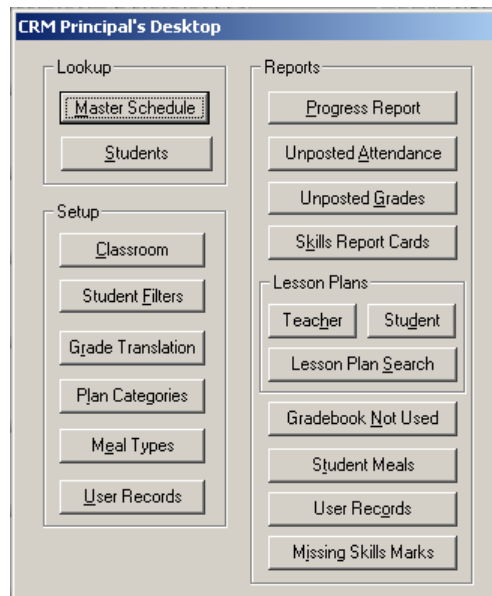 CRM Principal's Desktop
Lookup
Master Schedule
Students
Setup
Classroom
Student Filters
Grade Translation
Plan Categories
Meal Types
User Records
Reports
Progress Report
Unposted Attendance
Unposted Grades
Skills Report Cards
Lesson Plans
Teacher Student
Lesson Plan Search
Gradebook Not Used
Student Meals
User Records
Missing Skills Marks